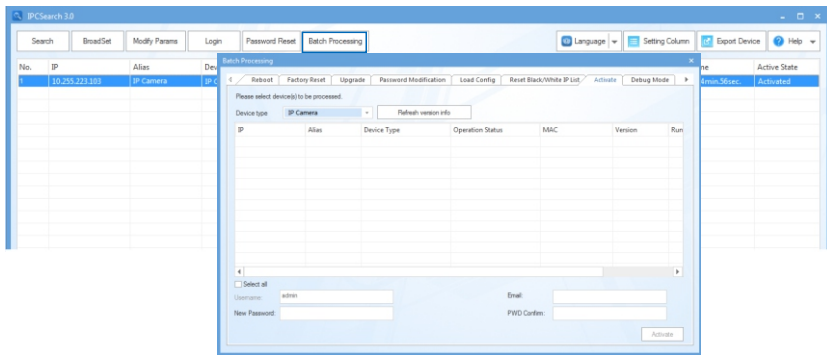 IPCSearch 3.0
Search BroadSet Modify Params Login Password Reset Batch Processing Language Setting Column Export Device Help
No. IP Alias Dev me Active State
1 10.255.223.103 IP Camera IP C 4min.56sec. Activated
Batch Processing
Reboot Factory Reset Upgrade Password Modification Load Config Reset Black/White IP List Activate Debug Mode
Please select device(s) to be processed.
Device type IP Camera Refresh version info
IP Alias Device Type Operation Status MAC Version Run
Select all
Username: admin Email:
New Password: PWD Confirm:
Activate